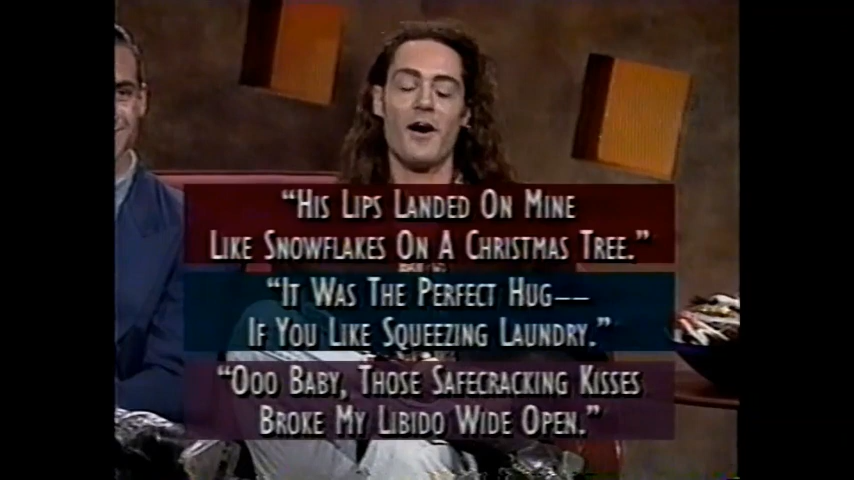 “His Lips Landed On Mine
Like Snowflakes On A Christmas Tree.”
“It Was The Perfect Hug––
If You Like Squeezing Laundry.”
“Ooo Baby, Those Safecracking Kisses
Broke My Libido Wide Open.”